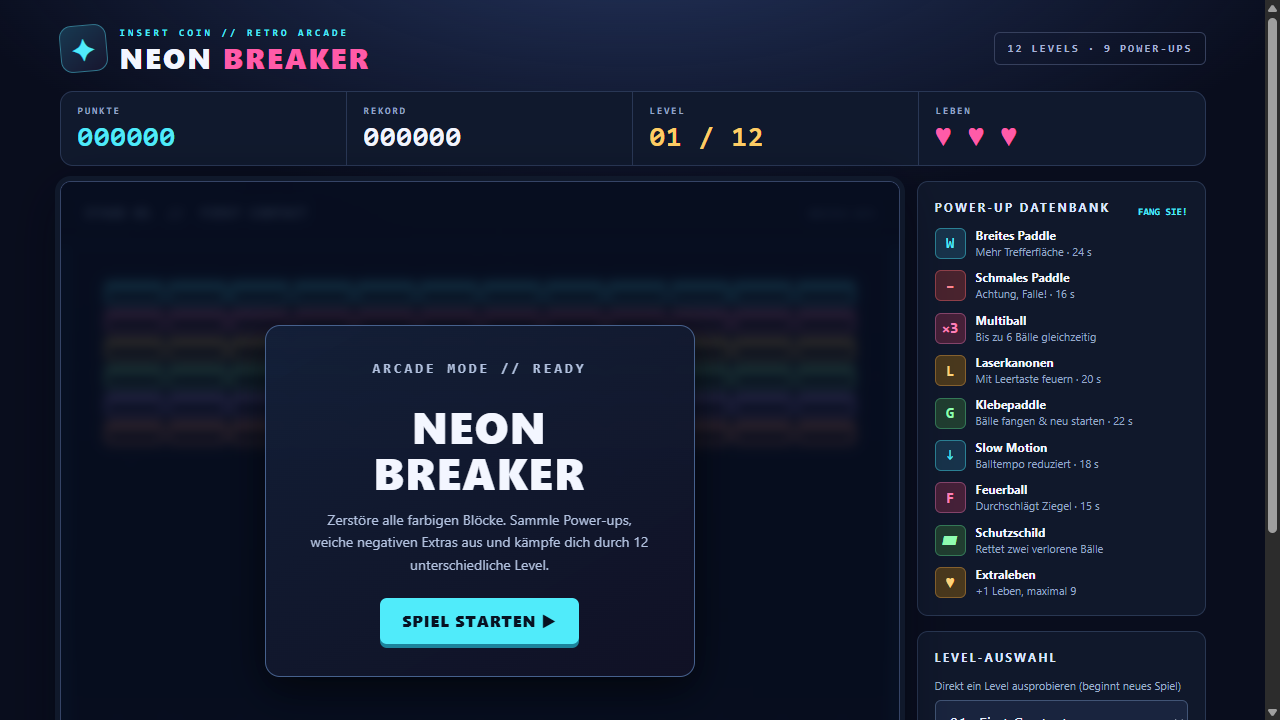 INSERT COIN // RETRO ARCADE
NEON BREAKER
12 LEVELS · 9 POWER-UPS
PUNKTE
000000
REKORD
000000
LEVEL
01 / 12
LEBEN
♥ ♥ ♥
ARCADE MODE // READY
NEON
BREAKER
Zerstöre alle farbigen Blöcke. Sammle Power-ups,
weiche negativen Extras aus und kämpfe dich durch 12
unterschiedliche Level.
SPIEL STARTEN ▶
POWER-UP DATENBANK
FANG SIE!
W
Breites Paddle
Mehr Trefferfläche · 24 s
–
Schmales Paddle
Achtung, Falle! · 16 s
×3
Multiball
Bis zu 6 Bälle gleichzeitig
L
Laserkanonen
Mit Leertaste feuern · 20 s
G
Klebepaddle
Bälle fangen & neu starten · 22 s
↓
Slow Motion
Balltempo reduziert · 18 s
F
Feuerball
Durchschlägt Ziegel · 15 s
▰
Schutzschild
Rettet zwei verlorene Bälle
♥
Extraleben
+1 Leben, maximal 9
LEVEL-AUSWAHL
Direkt ein Level ausprobieren (beginnt neues Spiel)